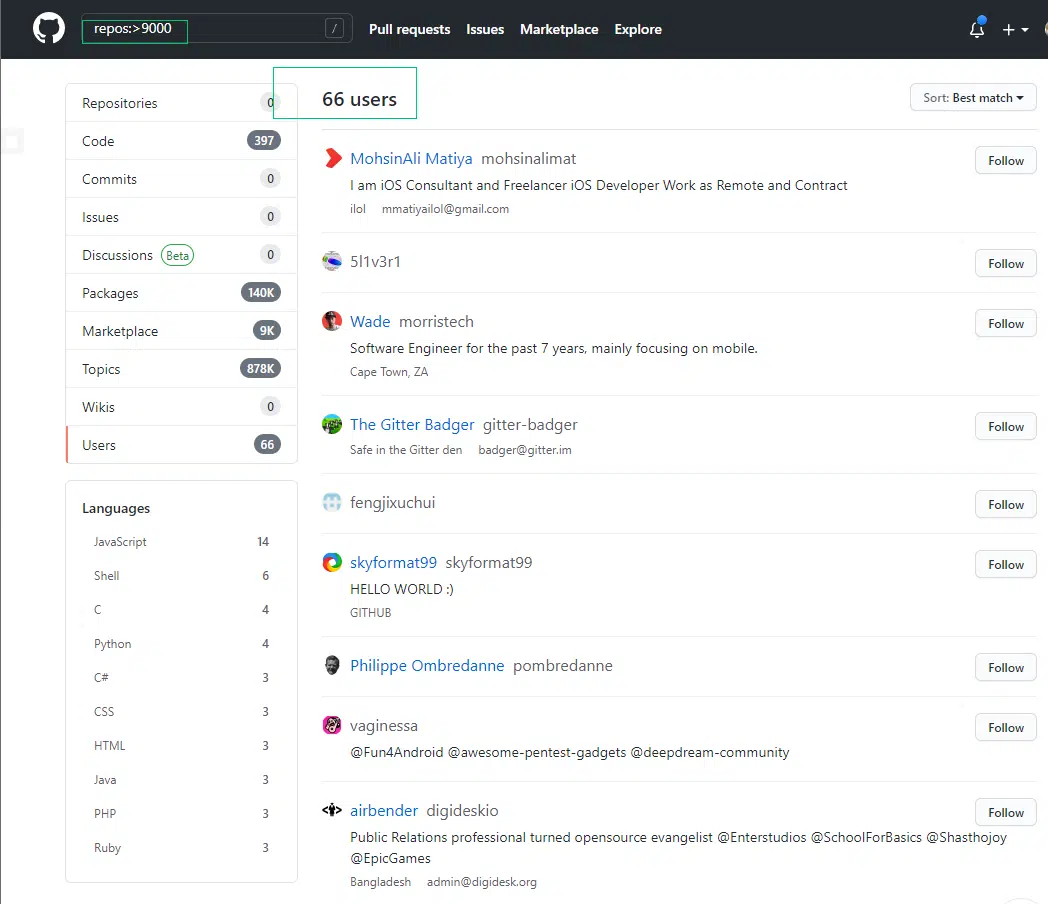 repos:>9000 / Pull requests Issues Marketplace Explore
Repositories 0
Code 397
Commits 0
Issues 0
Discussions Beta 0
Packages 140K
Marketplace 9K
Topics 878K
Wikis 0
Users 66
Languages
JavaScript 14
Shell 6
C 4
Python 4
C# 3
CSS 3
HTML 3
Java 3
PHP 3
Ruby 3
66 users Sort: Best match
MohsinAli Matiya mohsinalimat Follow
I am iOS Consultant and Freelancer iOS Developer Work as Remote and Contract
ilol mmatiyailol@gmail.com
5l1v3r1 Follow
Wade morristech Follow
Software Engineer for the past 7 years, mainly focusing on mobile.
Cape Town, ZA
The Gitter Badger gitter-badger Follow
Safe in the Gitter den badger@gitter.im
fengjixuchui Follow
skyformat99 skyformat99 Follow
HELLO WORLD :)
GITHUB
Philippe Ombredanne pombredanne Follow
vaginessa Follow
@Fun4Android @awesome-pentest-gadgets @deepdream-community
airbender digideskio Follow
Public Relations professional turned opensource evangelist @Enterstudios @SchoolForBasics @Shasthojoy
@EpicGames
Bangladesh admin@digidesk.org